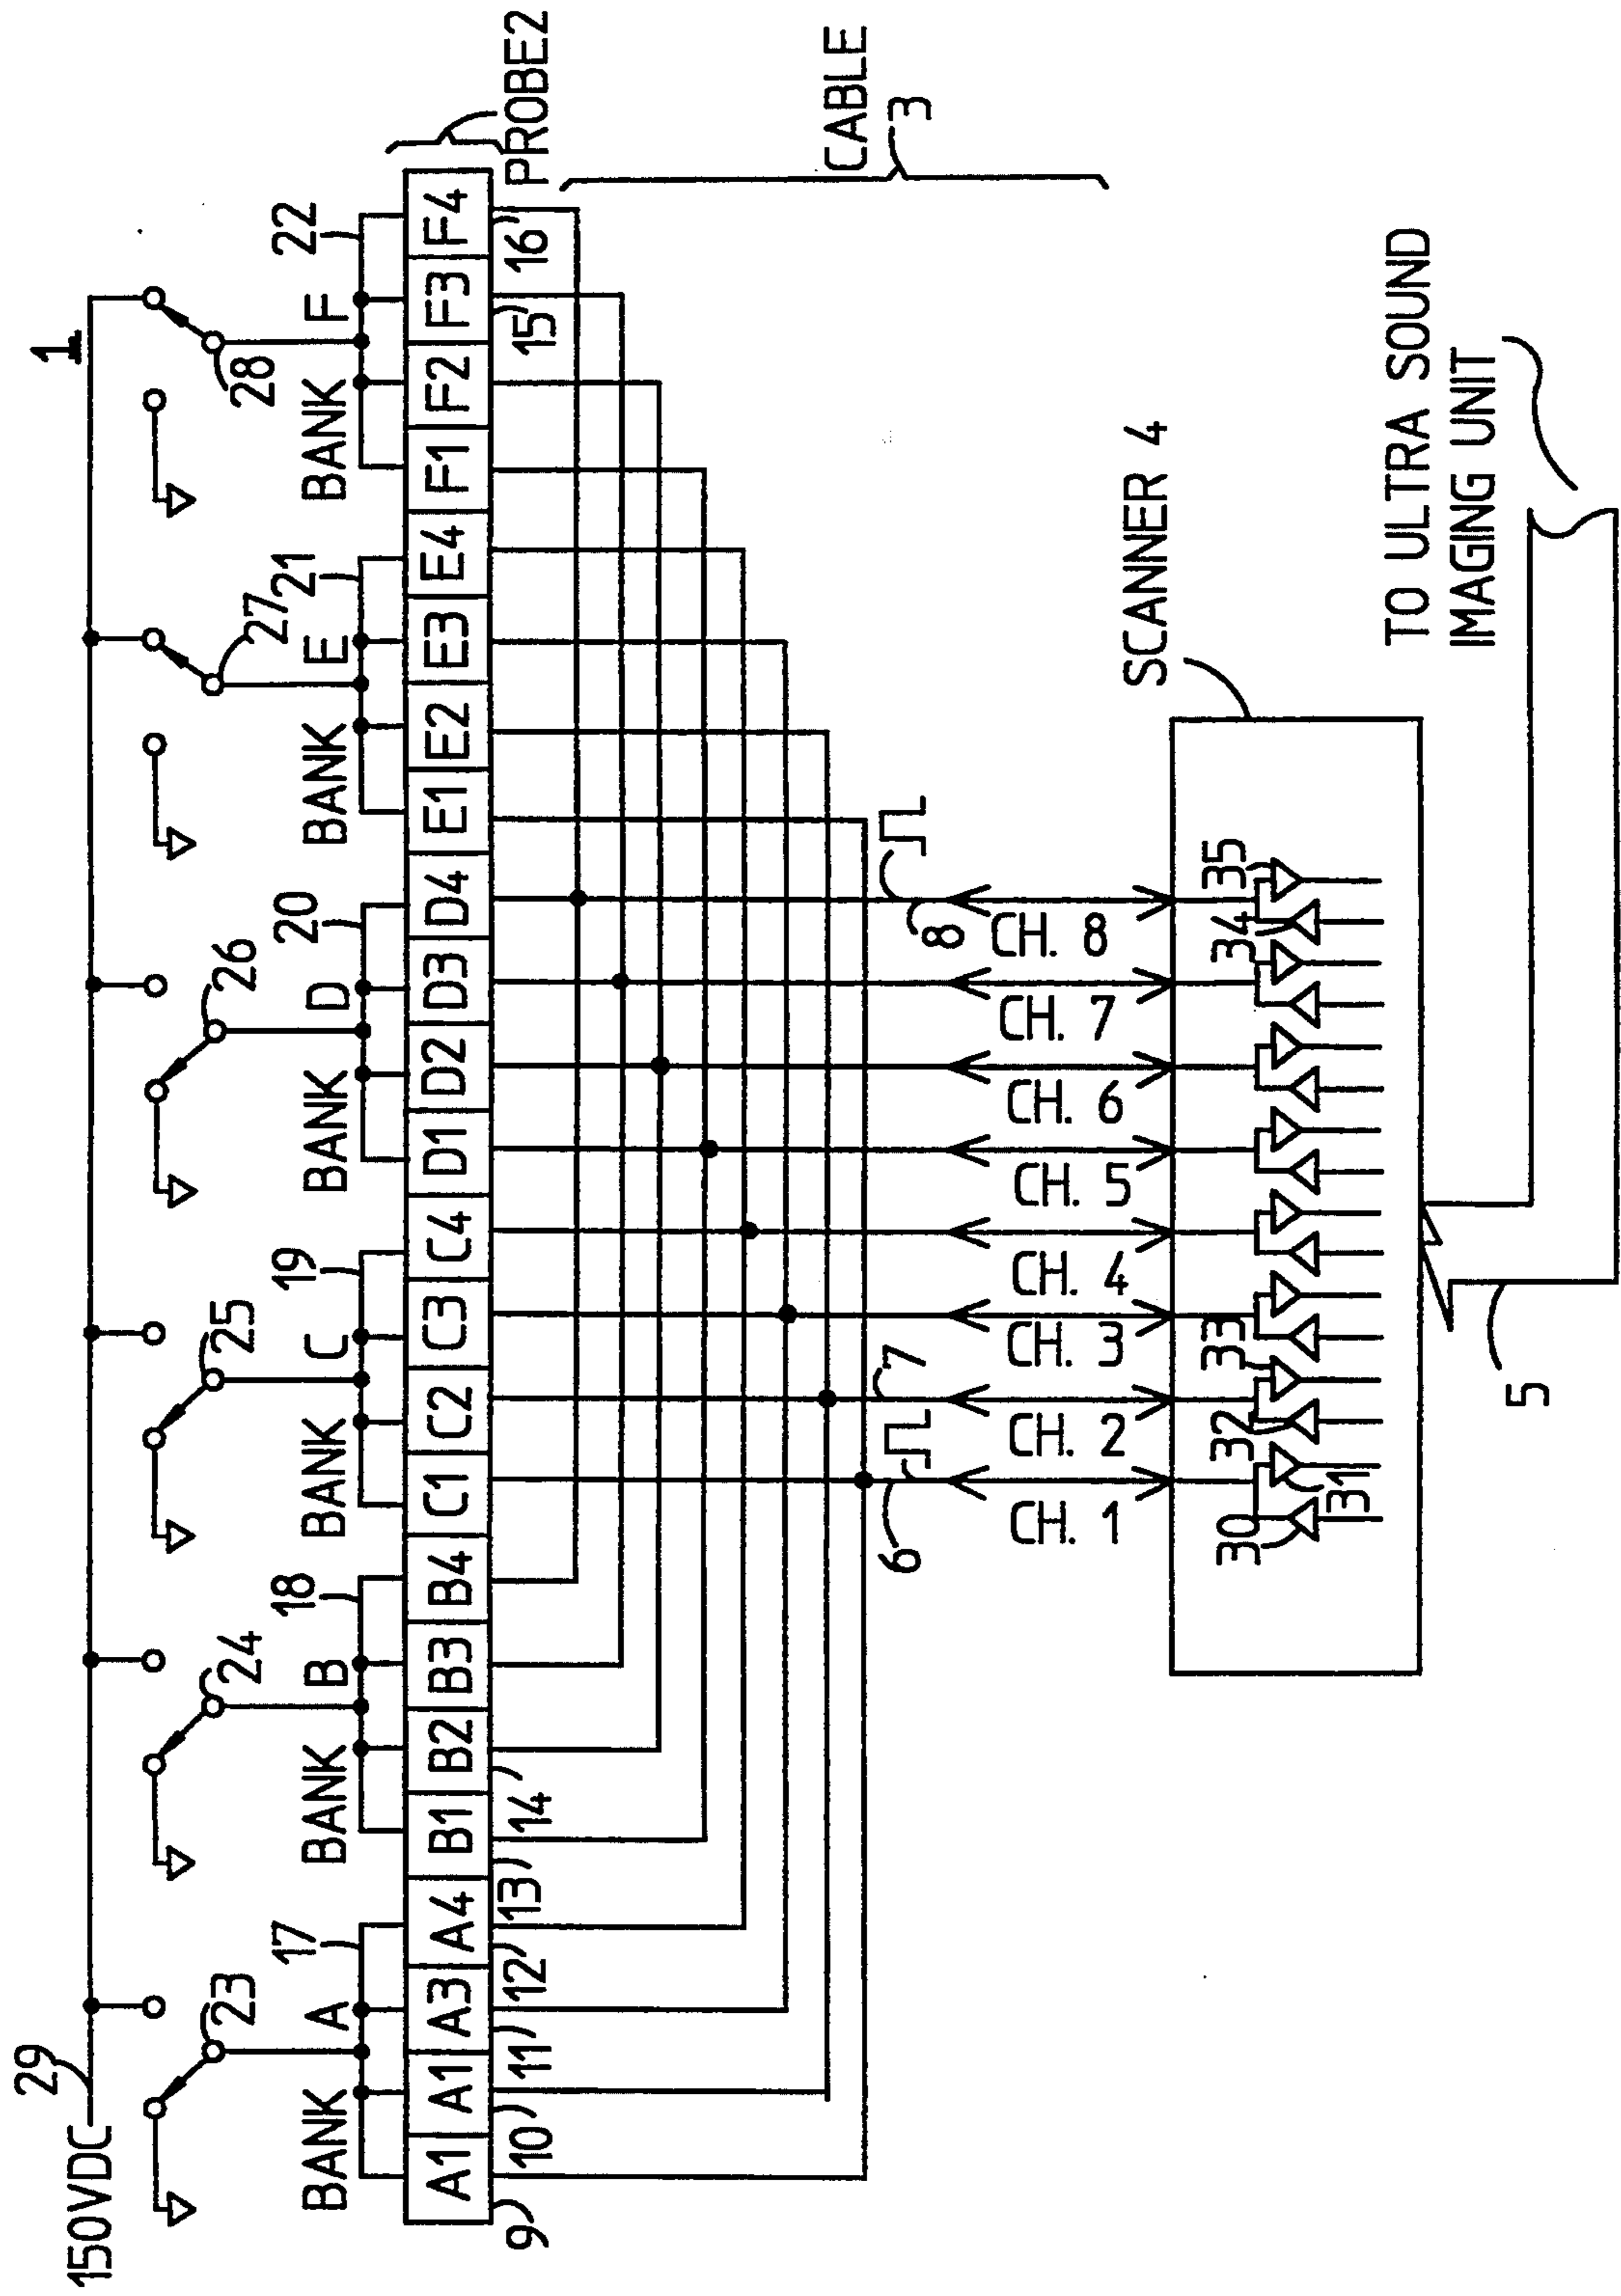 1
150VDC
29
23
24
25
26
27
28
BANK A
17
BANK B
18
BANK C
19
BANK D
20
BANK E
21
BANK F
22
A1 A1 A3 A4 B1 B2 B3 B4 C1 C2 C3 C4 D1 D2 D3 D4 E1 E2 E3 E4 F1 F2 F3 F4
9
10
11
12
13
14
15
16
PROBE2
CABLE
3
6
7
8
CH. 1
CH. 2
CH. 3
CH. 4
CH. 5
CH. 6
CH. 7
CH. 8
SCANNER 4
30
31
32
33
34
35
5
TO ULTRA SOUND
IMAGING UNIT